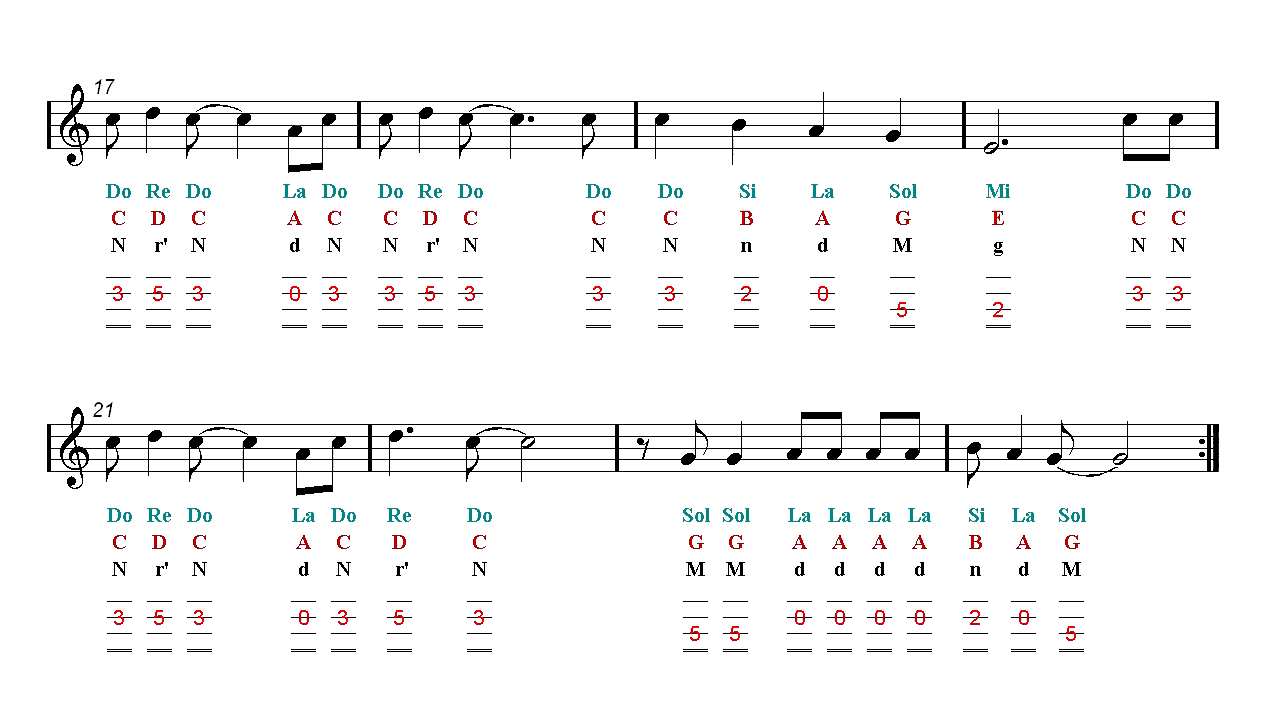 17
Do Re Do La Do Do Re Do Do Do Si La Sol Mi Do Do
C D C A C C D C C C B A G E C C
N r' N d N N r' N N N n d M g N N
3 5 3 0 3 3 5 3 3 3 2 0 5 2 3 3
21
Do Re Do La Do Re Do Sol Sol La La La La Si La Sol
C D C A C D C G G A A A A B A G
N r' N d N r' N M M d d d d n d M
3 5 3 0 3 5 3 5 5 0 0 0 0 2 0 5